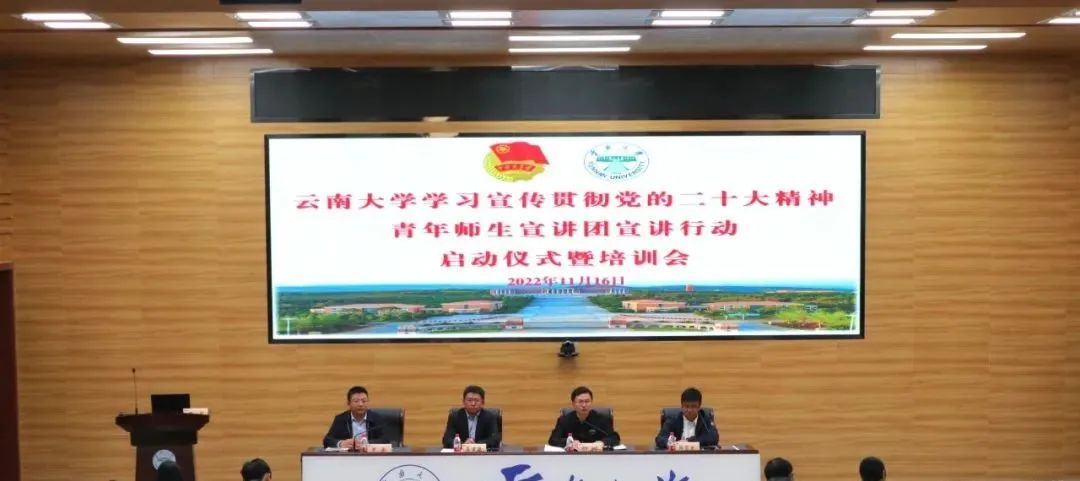 云南大学学习宣传贯彻党的二十大精神
青年师生宣讲团宣讲行动
启动仪式暨培训会
2022年11月16日
YUNNAN UNIVERSITY